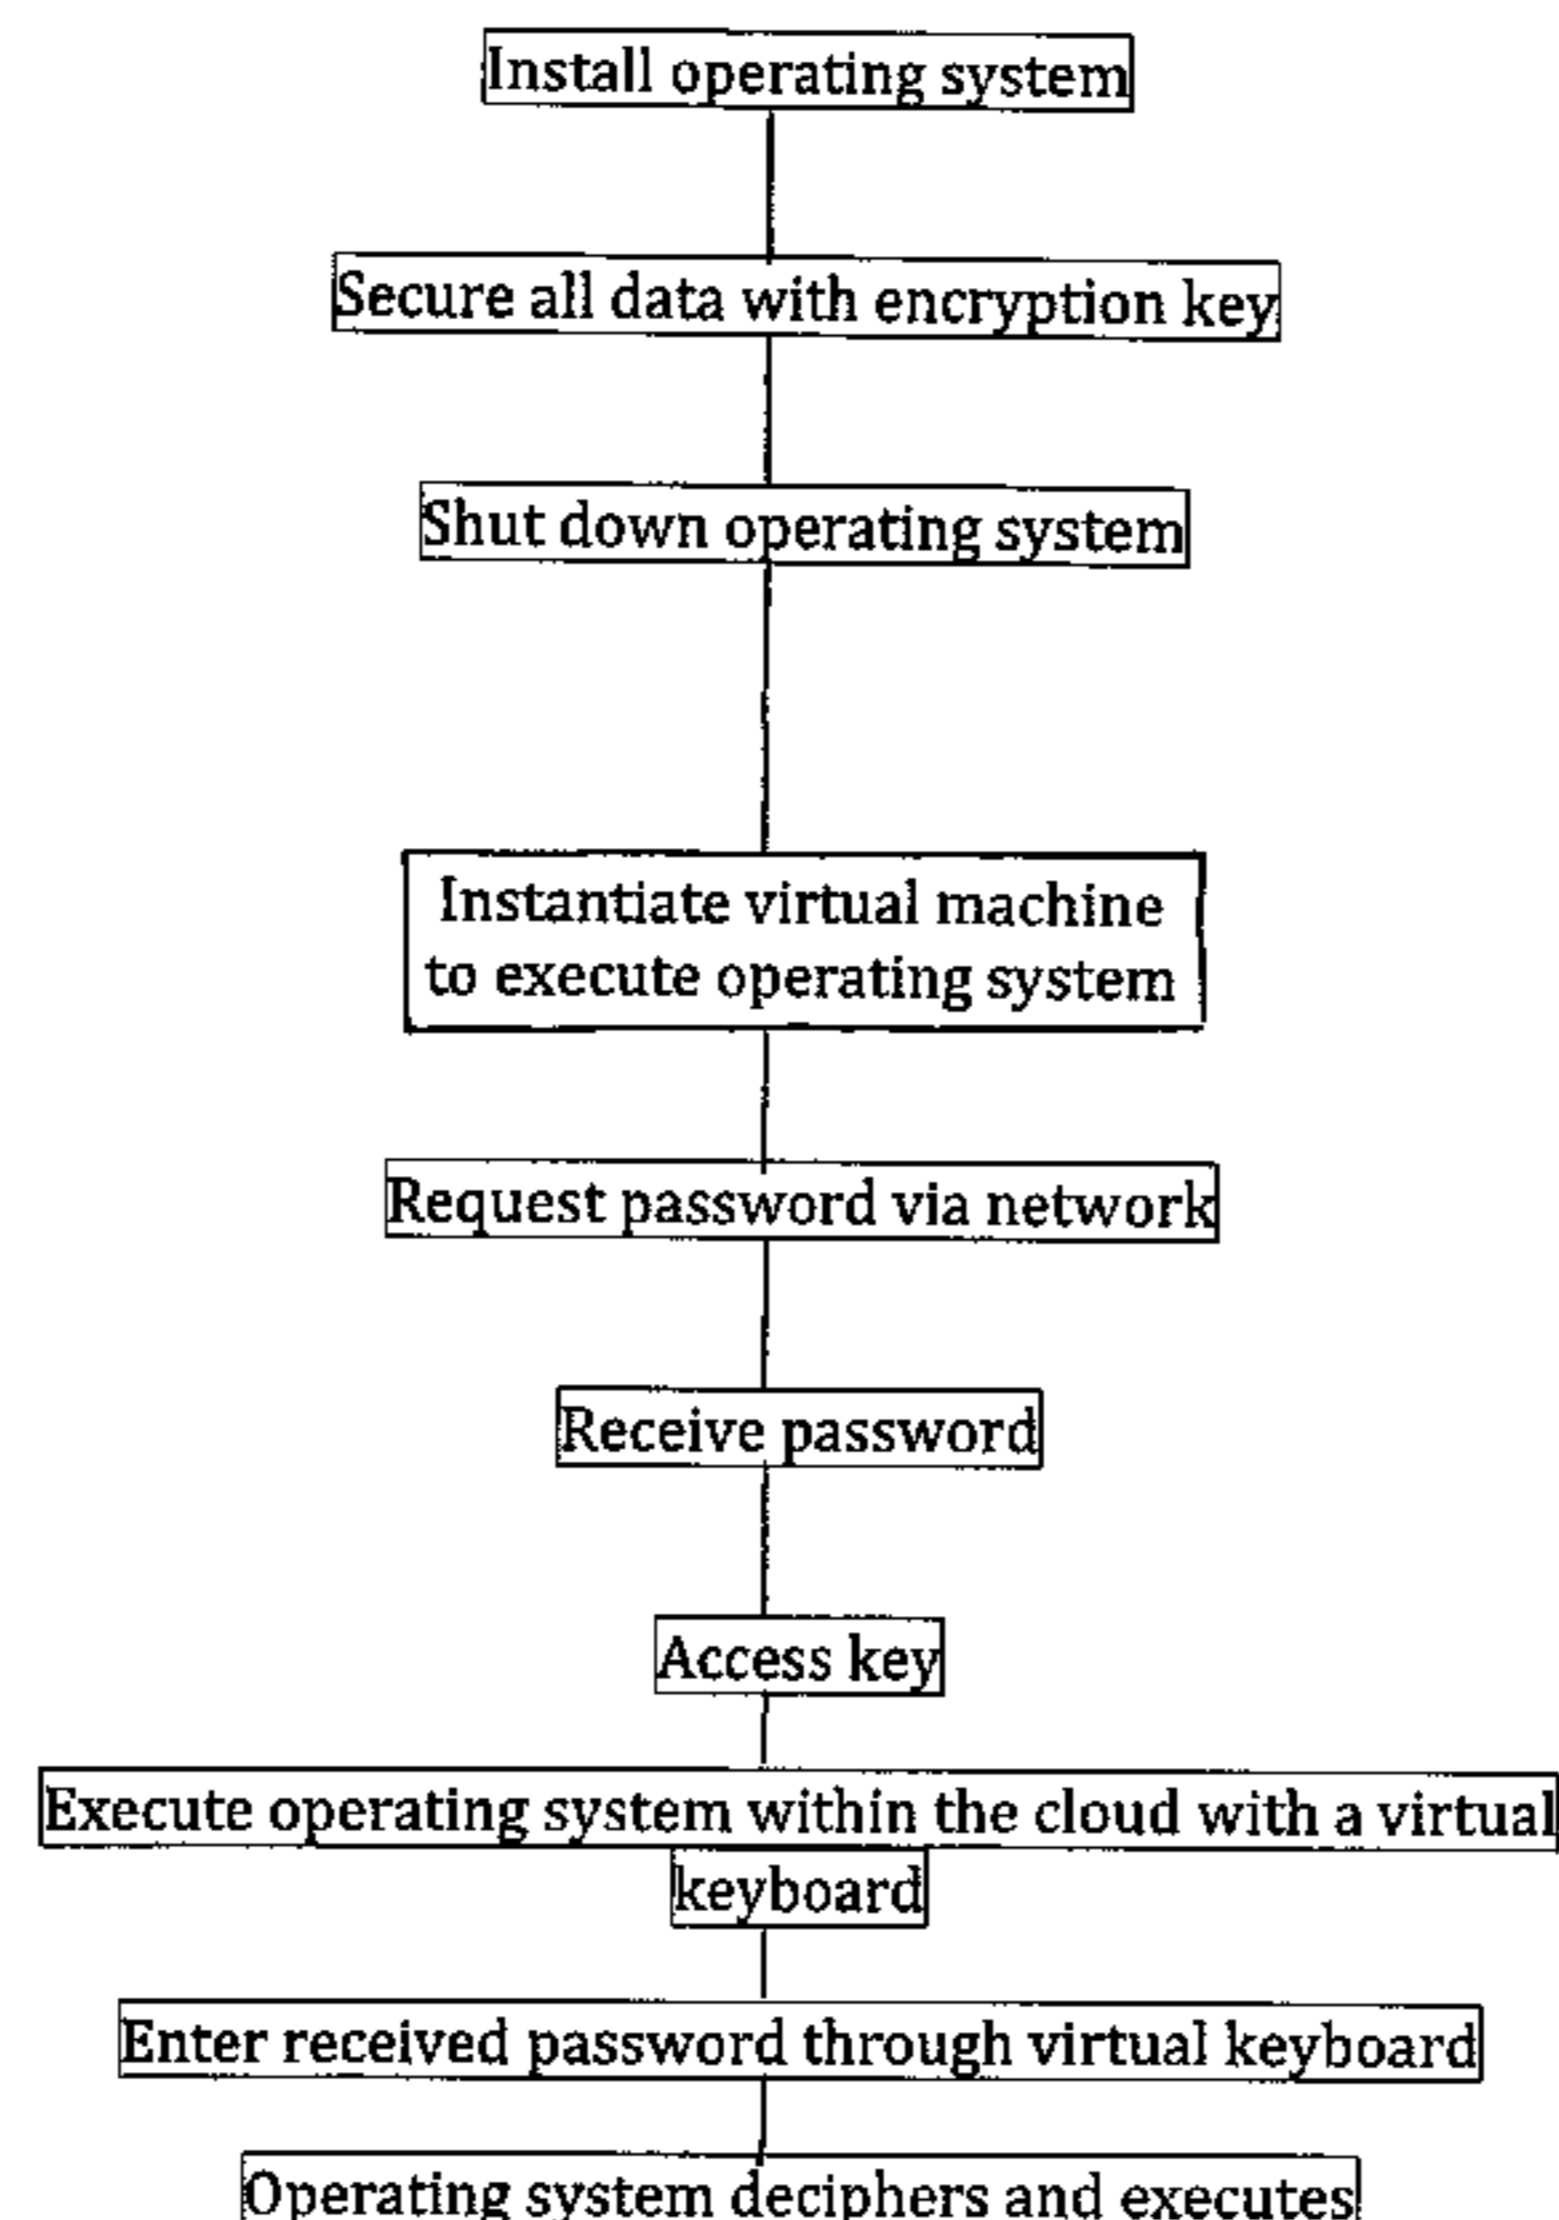 Install operating system
Secure all data with encryption key
Shut down operating system
Instantiate virtual machine
to execute operating system
Request password via network
Receive password
Access key
Execute operating system within the cloud with a virtual
keyboard
Enter received password through virtual keyboard
Operating system deciphers and executes